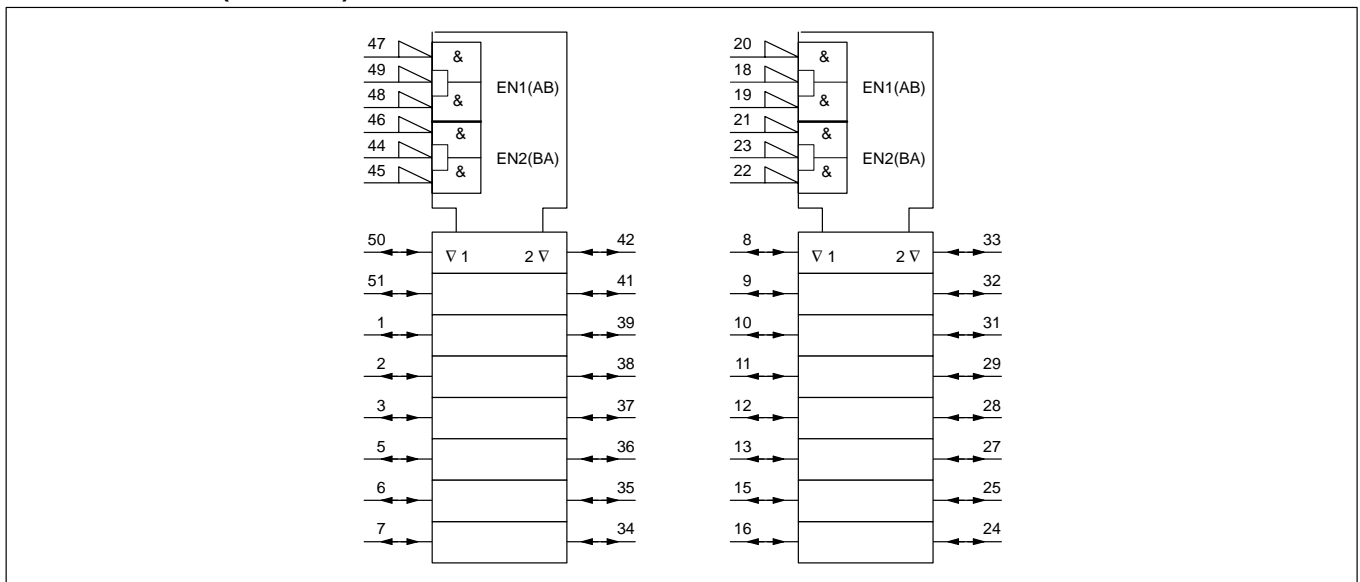 47 20
& &
49 18
EN1(AB) EN1(AB)
48 19
& &
46 21
& &
44 23
EN2(BA) EN2(BA)
45 22
& &
50 42 8 33
∇ 1 2 ∇ ∇ 1 2 ∇
51 41 9 32
1 39 10 31
2 38 11 29
3 37 12 28
5 36 13 27
6 35 15 25
7 34 16 24